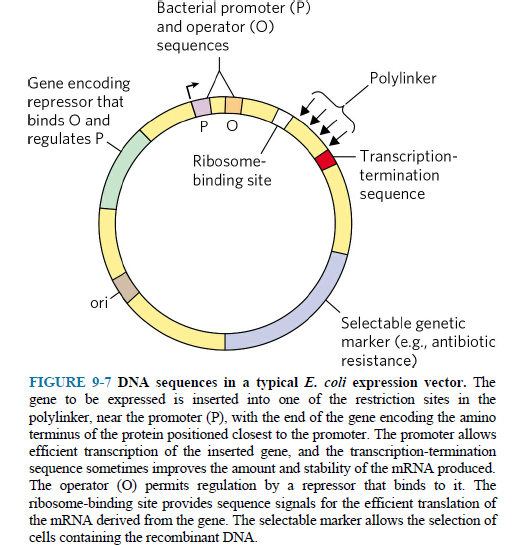 Bacterial promoter (P)
and operator (O)
sequences
Gene encoding
repressor that
binds O and
regulates P
P O
Polylinker
Ribosome-
binding site
Transcription-
termination
sequence
ori
Selectable genetic
marker (e.g., antibiotic
resistance)
FIGURE 9-7 DNA sequences in a typical E. coli expression vector. The
gene to be expressed is inserted into one of the restriction sites in the
polylinker, near the promoter (P), with the end of the gene encoding the amino
terminus of the protein positioned closest to the promoter. The promoter allows
efficient transcription of the inserted gene, and the transcription-termination
sequence sometimes improves the amount and stability of the mRNA produced.
The operator (O) permits regulation by a repressor that binds to it. The
ribosome-binding site provides sequence signals for the efficient translation of
the mRNA derived from the gene. The selectable marker allows the selection of
cells containing the recombinant DNA.